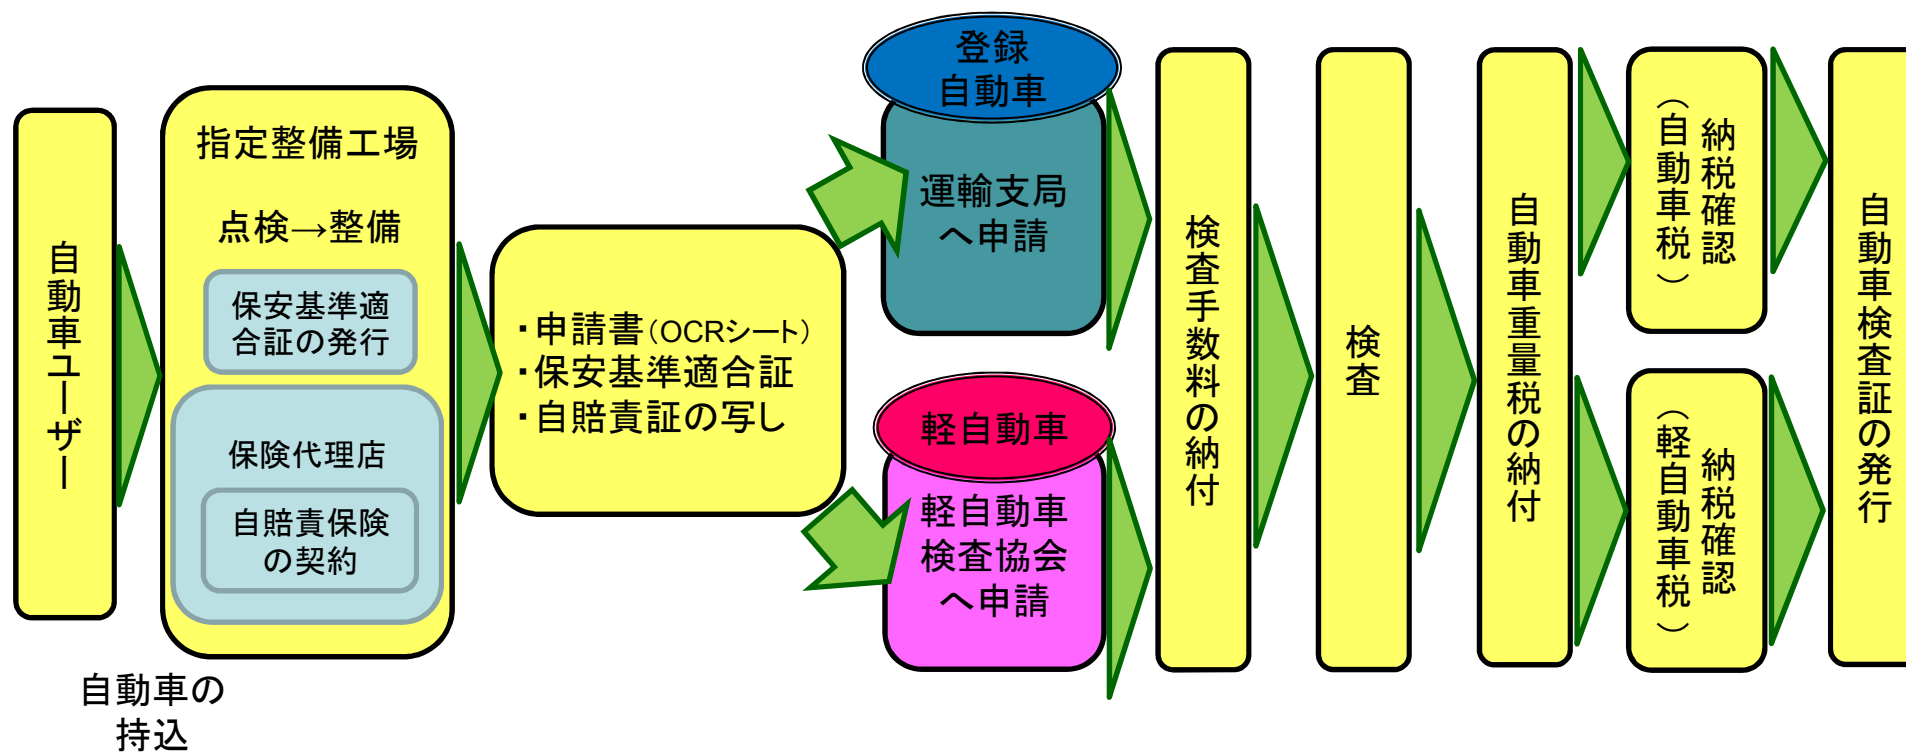 自動車ユーザー
自動車の
持込
指定整備工場
点検→整備
保安基準適
合証の発行
保険代理店
自賠責保険
の契約
・申請書（OCRシート）
・保安基準適合証
・自賠責証の写し
登録
自動車
運輸支局
へ申請
軽自動車
軽自動車
検査協会
へ申請
検査手数料の納付
検査
自動車重量税の納付
納税確認
（自動車税）
納税確認
（軽自動車税）
自動車検査証の発行